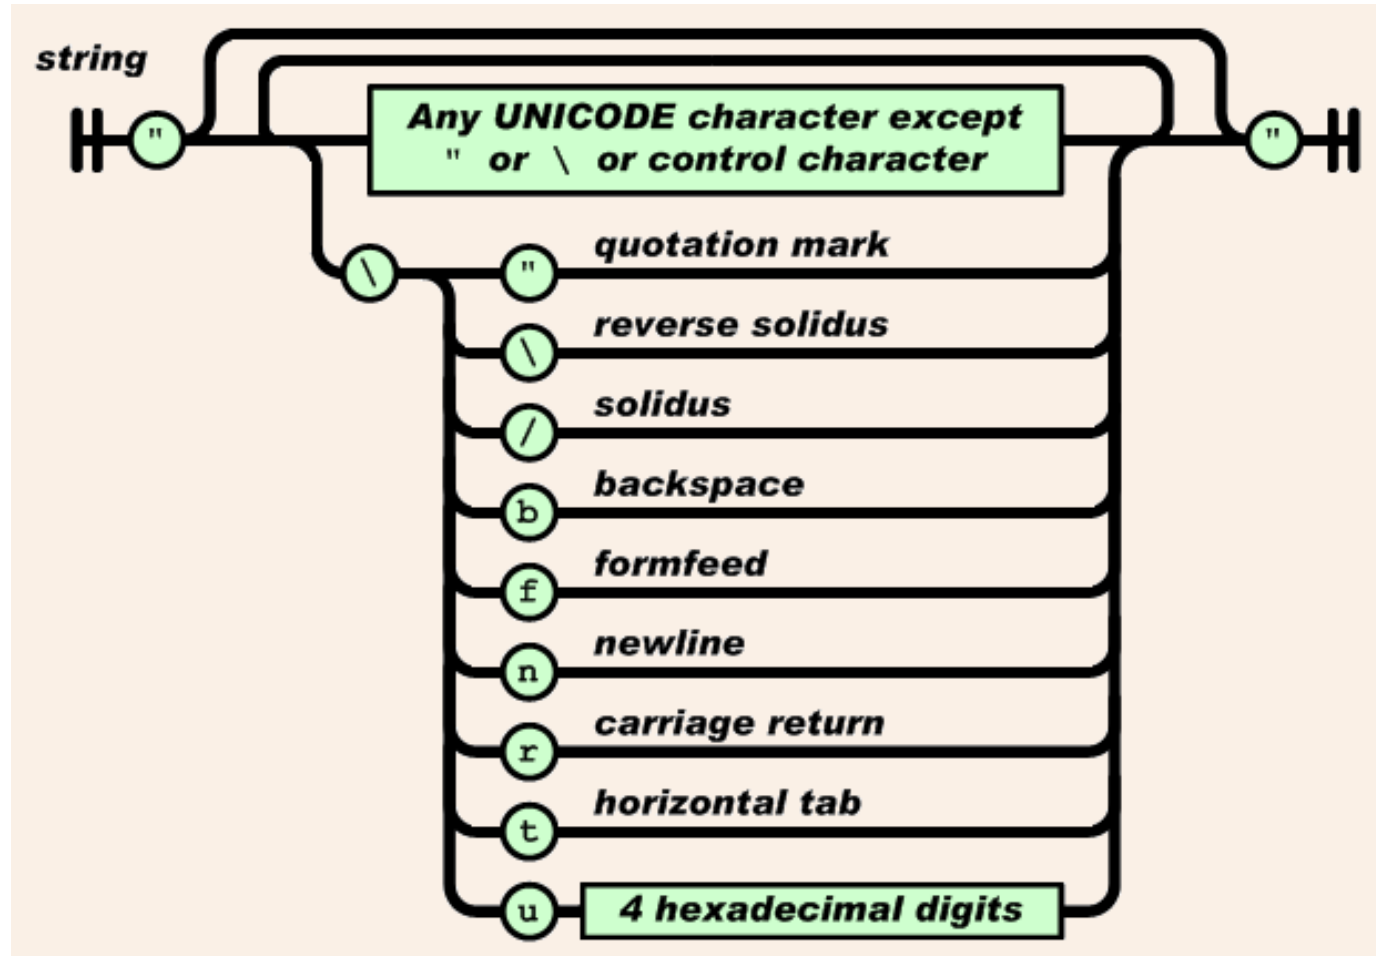 string
"
Any UNICODE character except
" or \ or control character
"
\
"
quotation mark
\
reverse solidus
/
solidus
b
backspace
f
formfeed
n
newline
r
carriage return
t
horizontal tab
u
4 hexadecimal digits